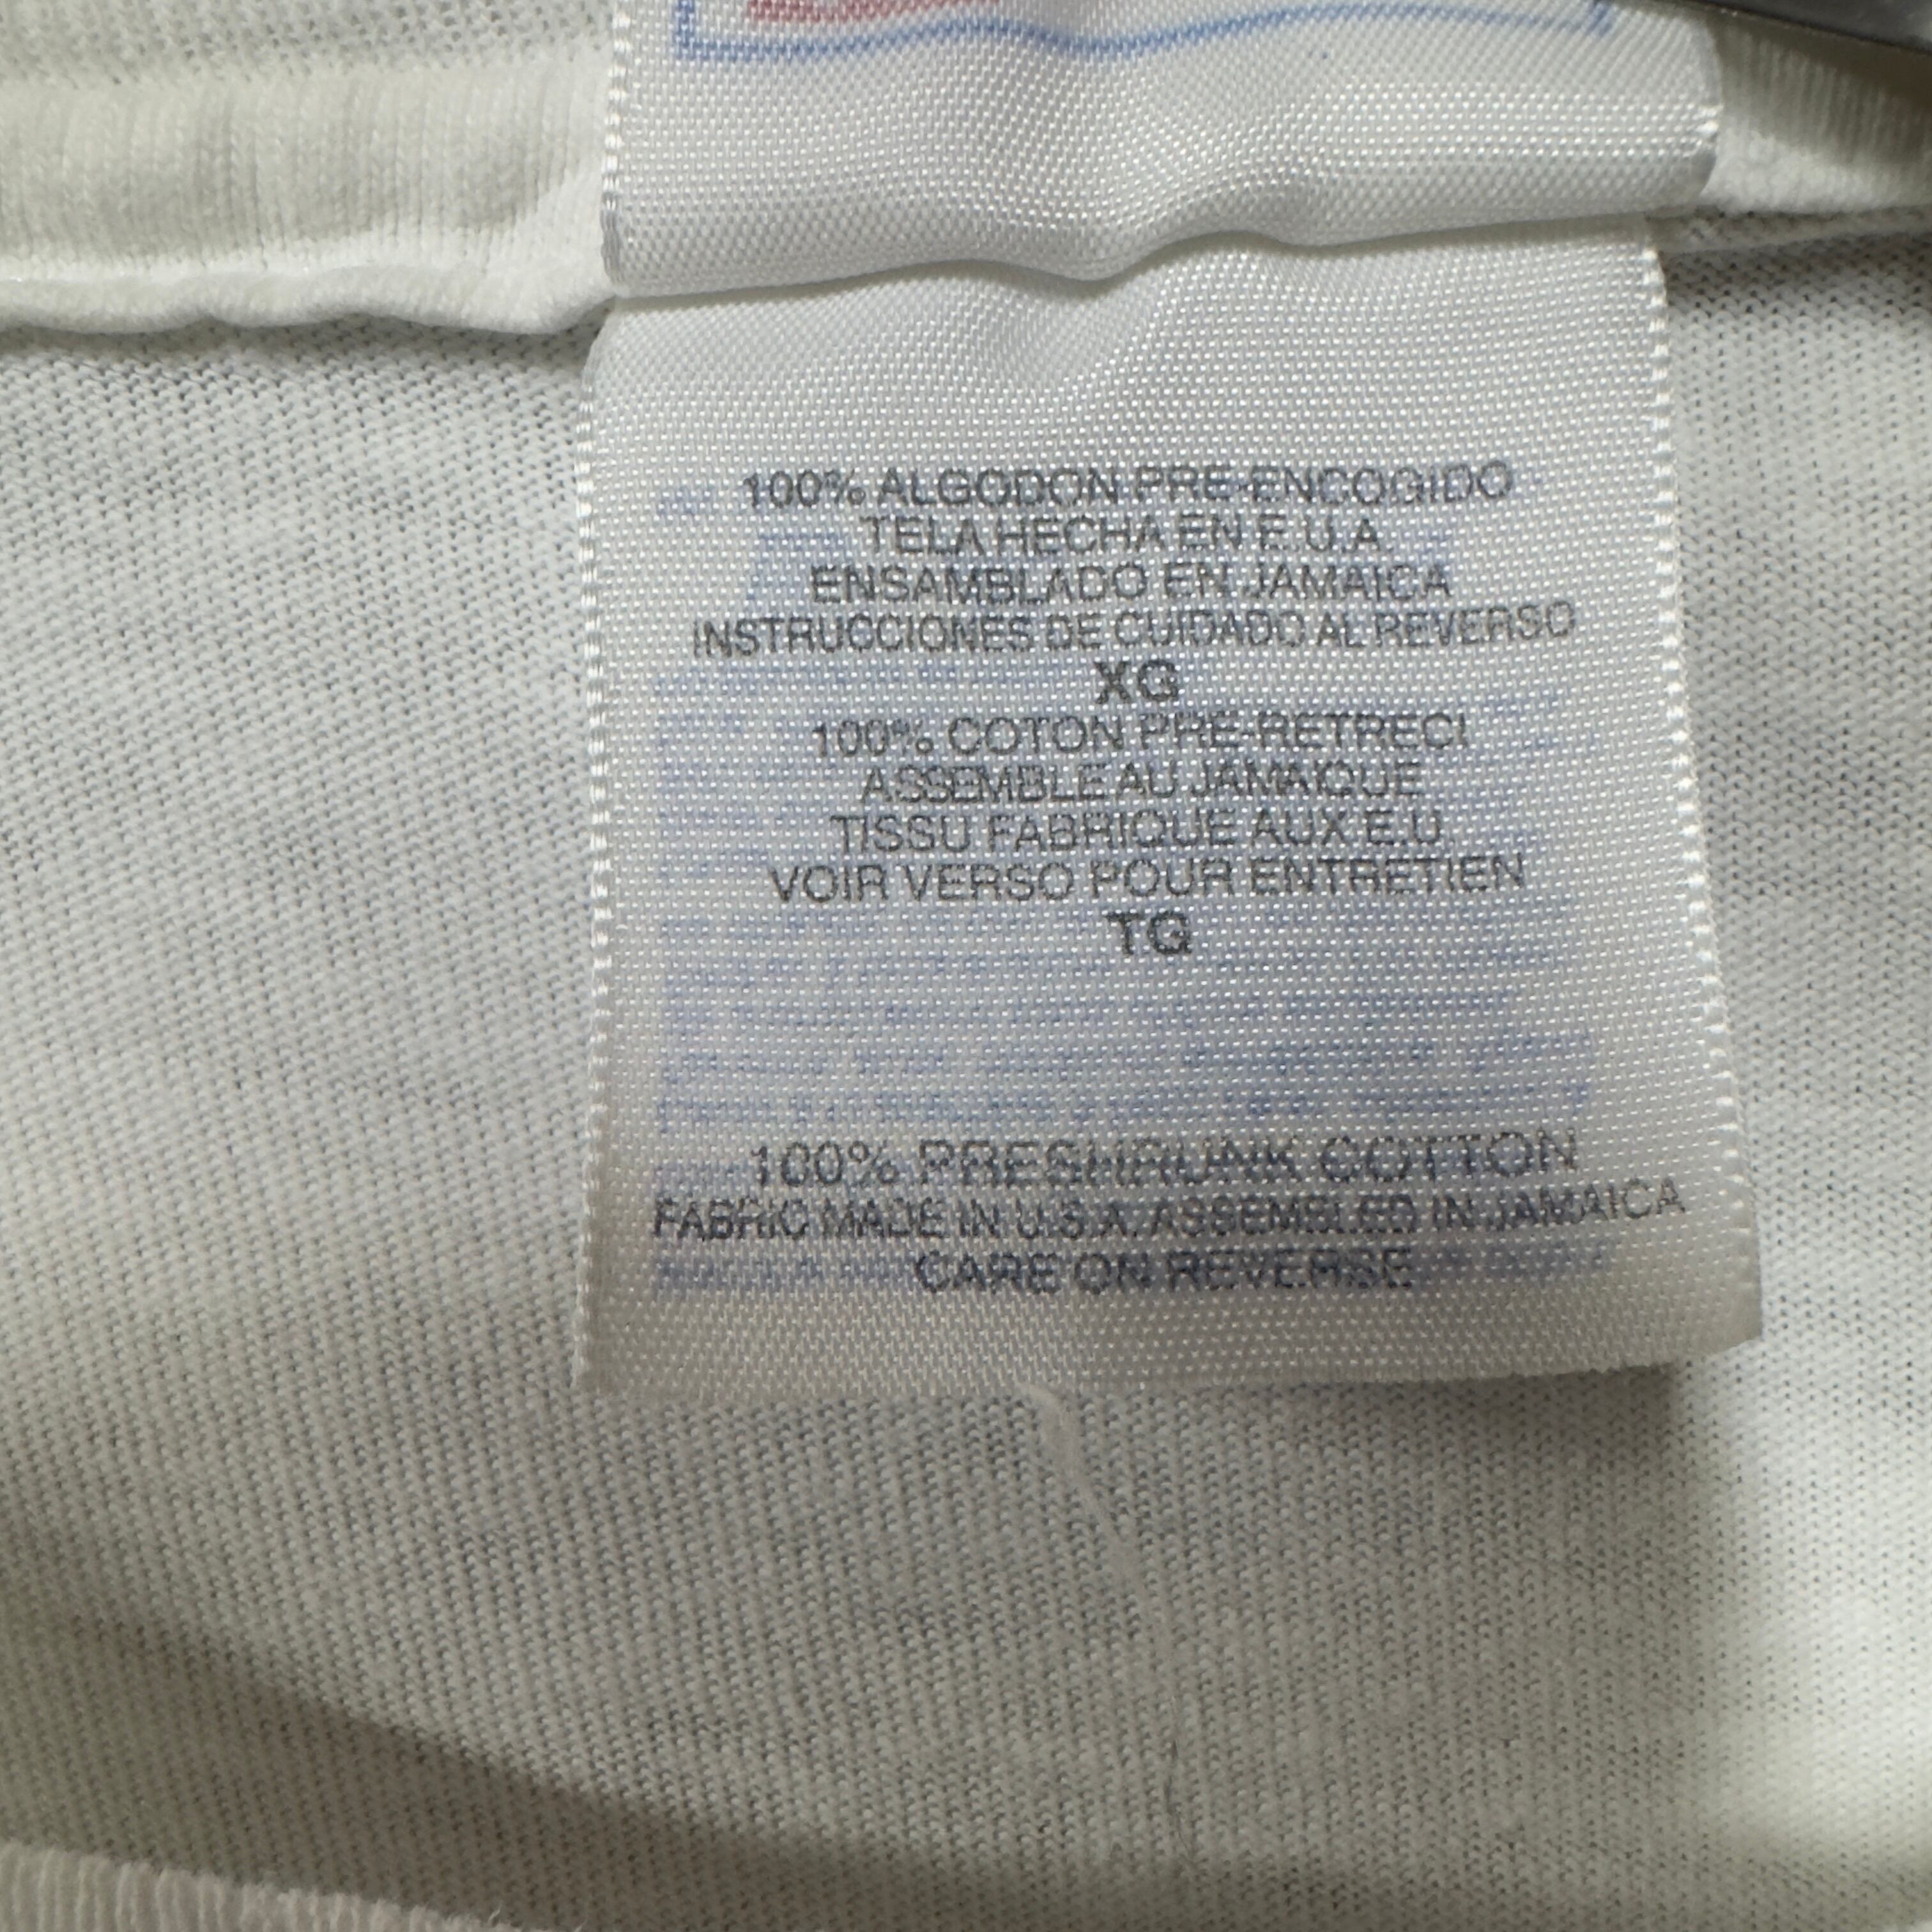 100% ALGODON PRE-ENCOGIDO
TELA HECHA EN E.U.A.
ENSAMBLADO EN JAMAICA
INSTRUCCIONES DE CUIDADO AL REVERSO
XG
100% COTON PRE-RETRECI
ASSEMBLE AU JAMAIQUE
TISSU FABRIQUE AUX E.U.
VOIR VERSO POUR ENTRETIEN
TG
100% PRESHRUNK COTTON
FABRIC MADE IN U.S.A. ASSEMBLED IN JAMAICA
CARE ON REVERSE